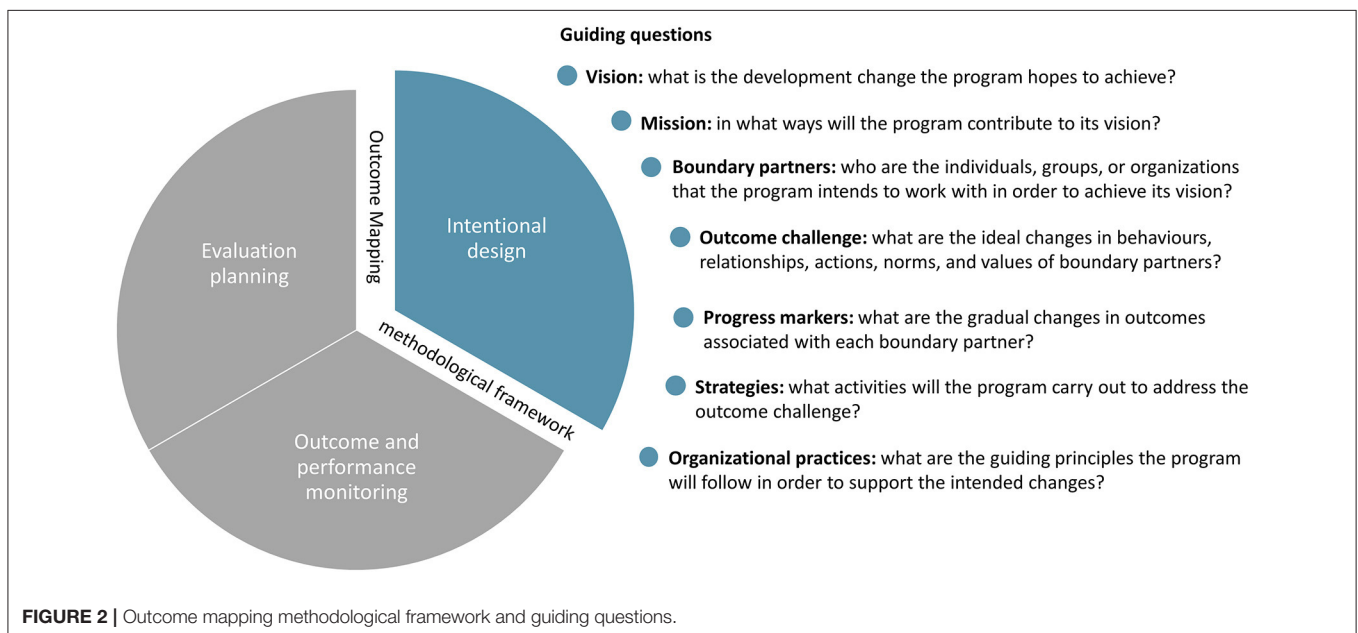 Guiding questions
Vision: what is the development change the program hopes to achieve?
Mission: in what ways will the program contribute to its vision?
Boundary partners: who are the individuals, groups, or organizations
that the program intends to work with in order to achieve its vision?
Outcome challenge: what are the ideal changes in behaviours,
relationships, actions, norms, and values of boundary partners?
Progress markers: what are the gradual changes in outcomes
associated with each boundary partner?
Strategies: what activities will the program carry out to address the
outcome challenge?
Organizational practices: what are the guiding principles the program
will follow in order to support the intended changes?
Outcome Mapping
methodological framework
Intentional
design
Evaluation
planning
Outcome and
performance
monitoring
FIGURE 2 | Outcome mapping methodological framework and guiding questions.